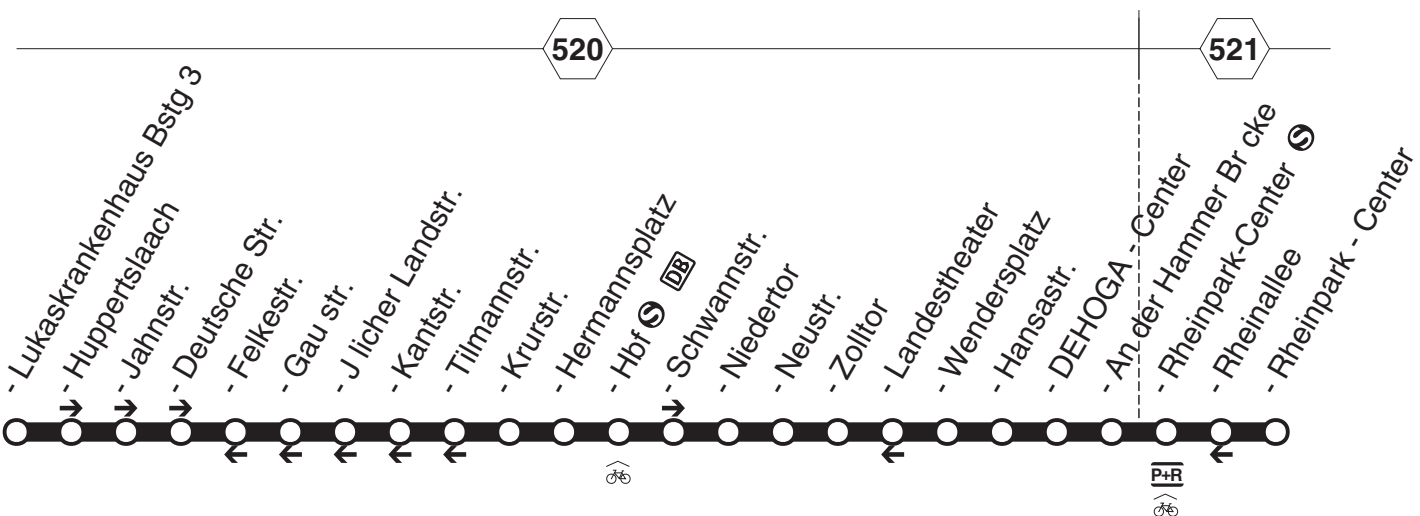 520
521
- Lukaskrankenhaus Bstg 3
- Huppertslaach
- Jahnstr.
- Deutsche Str.
- Felkestr.
- Gau str.
- J licher Landstr.
- Kantstr.
- Tilmannstr.
- Krurstr.
- Hermannsplatz
- Hbf S DB
- Schwannstr.
- Niedertor
- Neustr.
- Zolltor
- Landestheater
- Wendersplatz
- Hansastr.
- DEHOGA - Center
- An der Hammer Br cke
- Rheinpark-Center S
- Rheinallee
- Rheinpark - Center
P+R